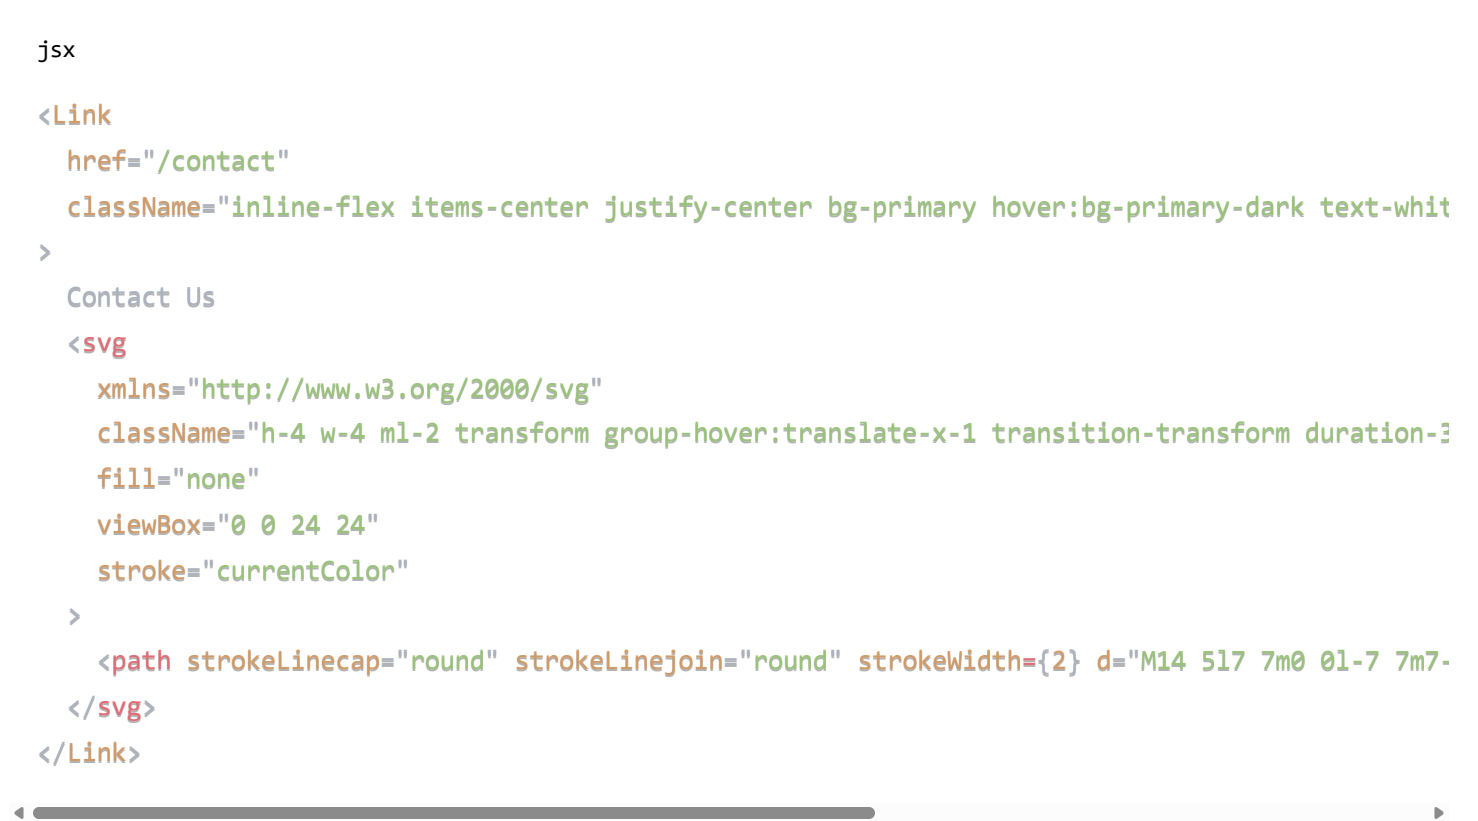 jsx
<Link
  href="/contact"
  className="inline-flex items-center justify-center bg-primary hover:bg-primary-dark text-whit
>
  Contact Us
  <svg
    xmlns="http://www.w3.org/2000/svg"
    className="h-4 w-4 ml-2 transform group-hover:translate-x-1 transition-transform duration-3
    fill="none"
    viewBox="0 0 24 24"
    stroke="currentColor"
  >
    <path strokeLinecap="round" strokeLinejoin="round" strokeWidth={2} d="M14 5l7 7m0 0l-7 7m7-
  </svg>
</Link>